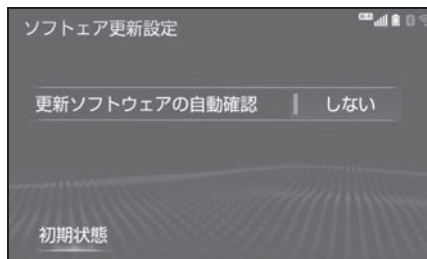 ソフトェア更新設定
更新ソフトウェアの自動確認 しない
初期状態